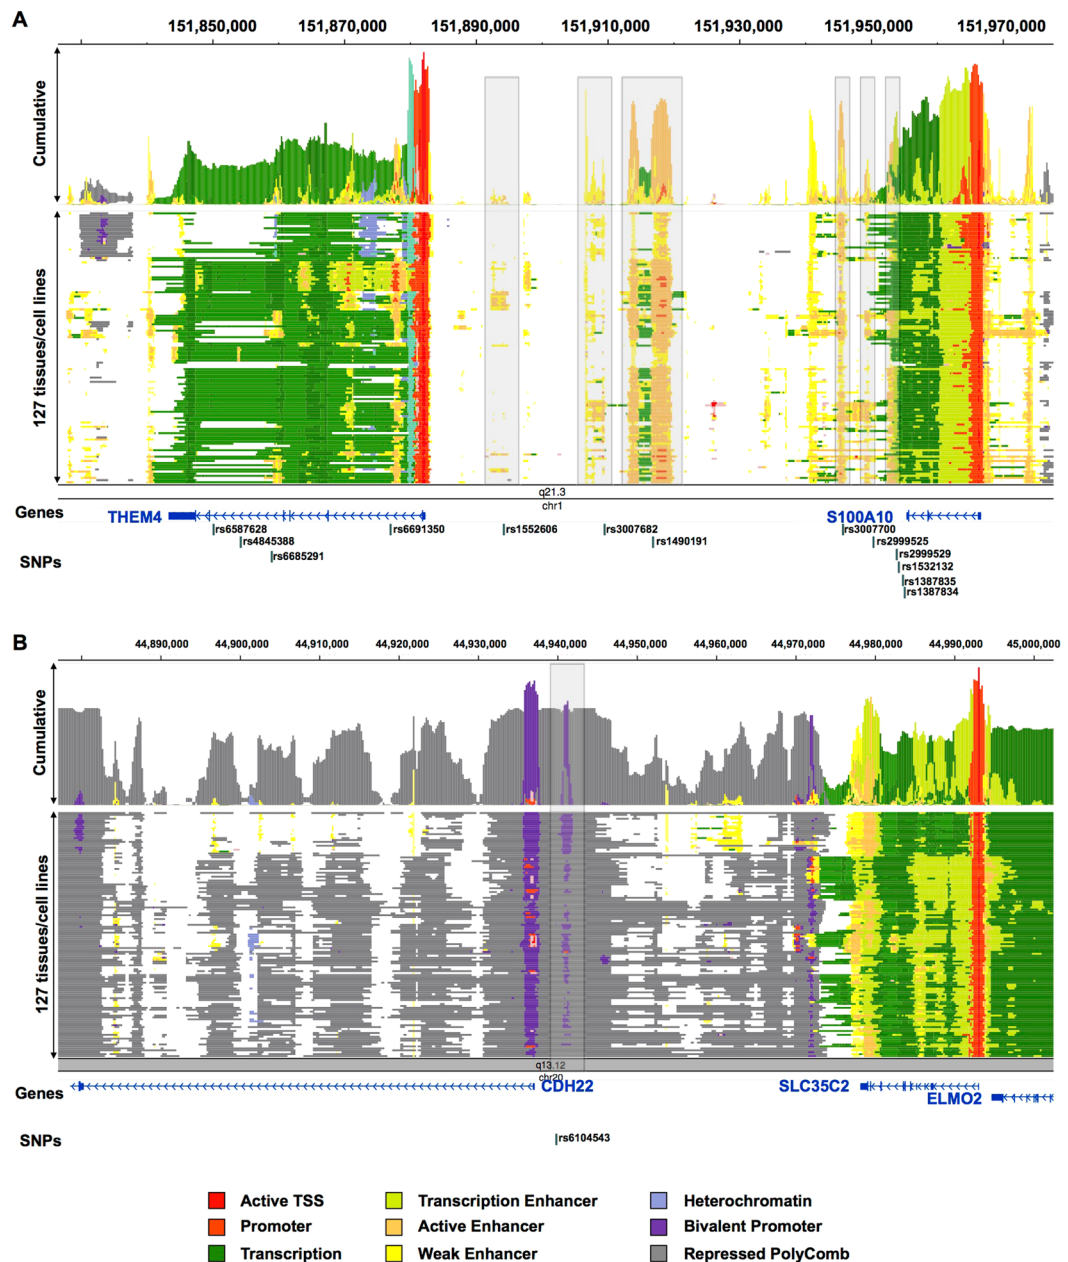 A
151,850,000 151,870,000 151,890,000 151,910,000 151,930,000 151,950,000 151,970,000
Cumulative
127 tissues/cell lines
q21.3
chr1
Genes
THEM4
S100A10
SNPs
rs6587628 rs6691350 rs1552606 rs3007682 rs3007700
rs4845388 rs1490191 rs2999525
rs6685291 rs2999529
rs1532132
rs1387835
rs1387834
B
44,890,000 44,900,000 44,910,000 44,920,000 44,930,000 44,940,000 44,950,000 44,960,000 44,970,000 44,980,000 44,990,000 45,000,000
Cumulative
127 tissues/cell lines
q13.12
chr20
Genes
CDH22
SLC35C2
ELMO2
SNPs
rs6104543
Active TSS Transcription Enhancer Heterochromatin
Promoter Active Enhancer Bivalent Promoter
Transcription Weak Enhancer Repressed PolyComb